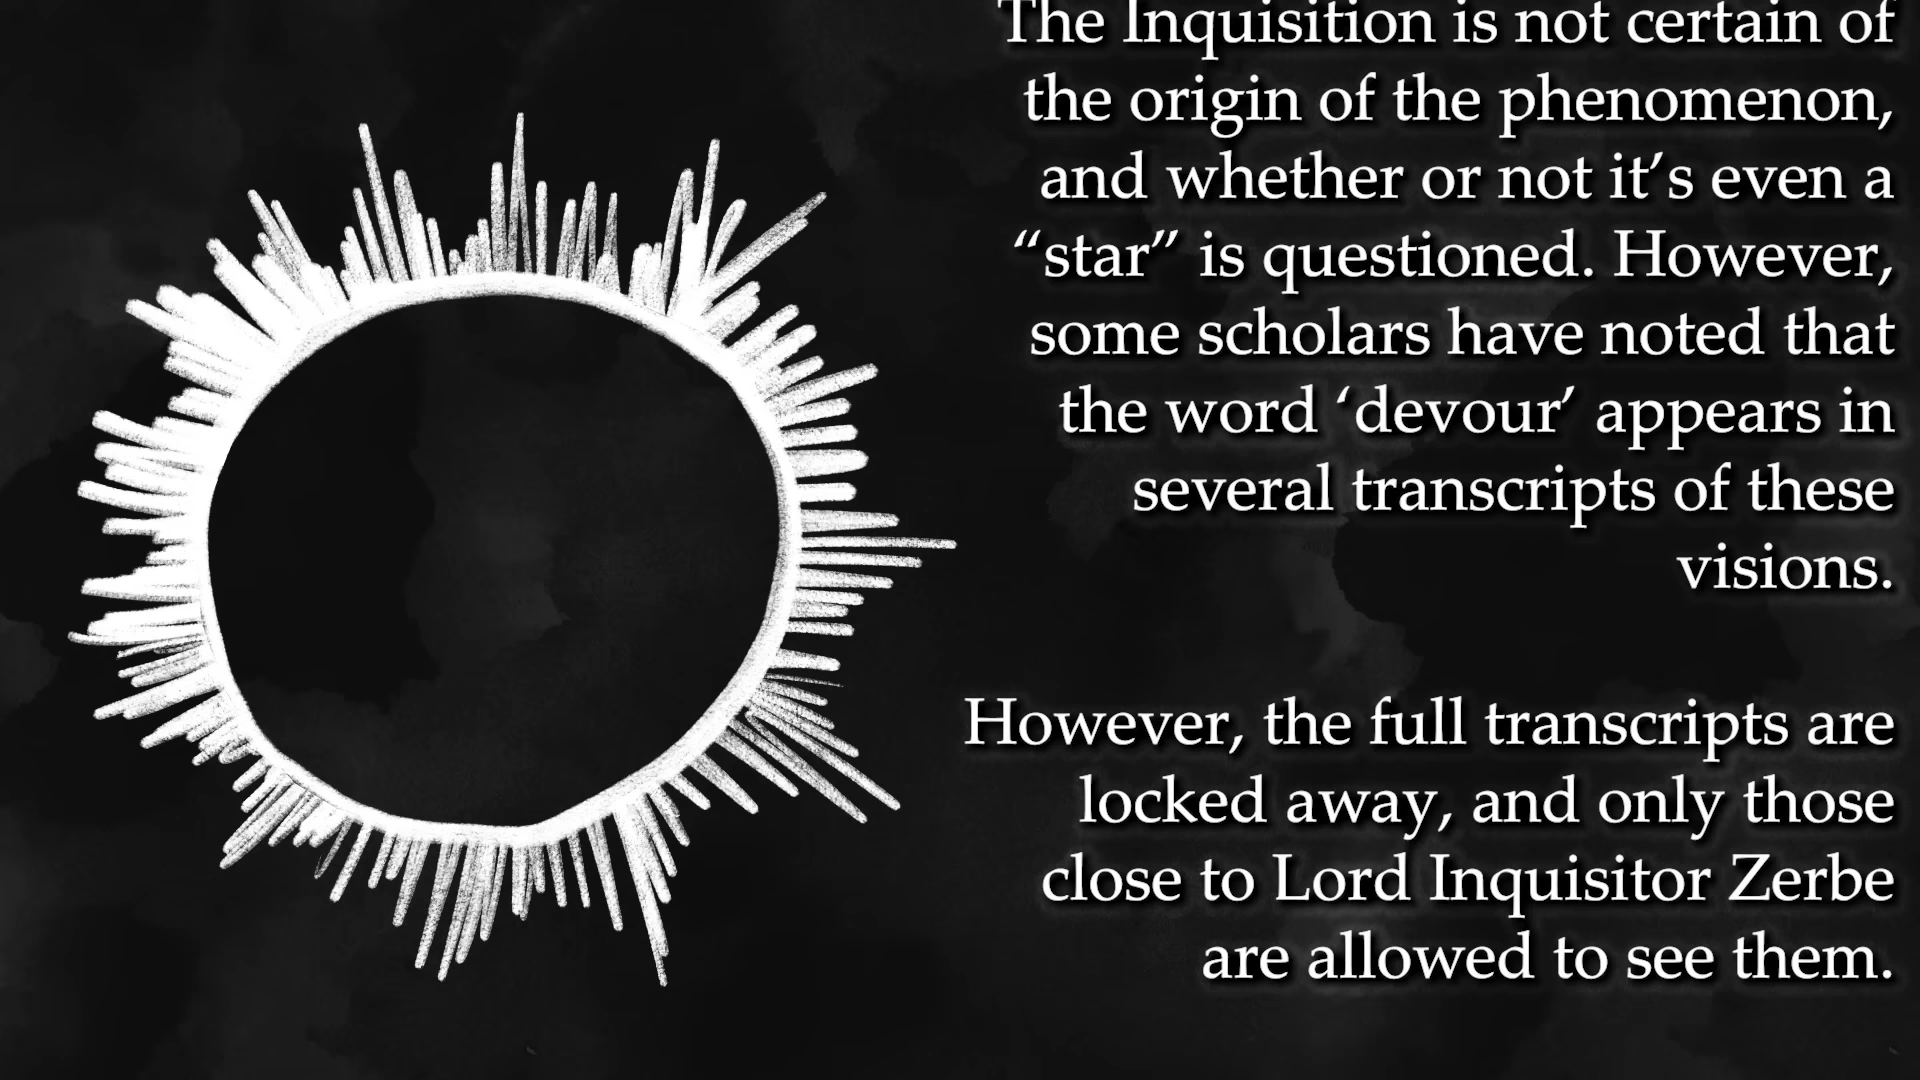 The Inquisition is not certain of
the origin of the phenomenon,
and whether or not it’s even a
“star” is questioned. However,
some scholars have noted that
the word ‘devour’ appears in
several transcripts of these
visions.
However, the full transcripts are
locked away, and only those
close to Lord Inquisitor Zerbe
are allowed to see them.